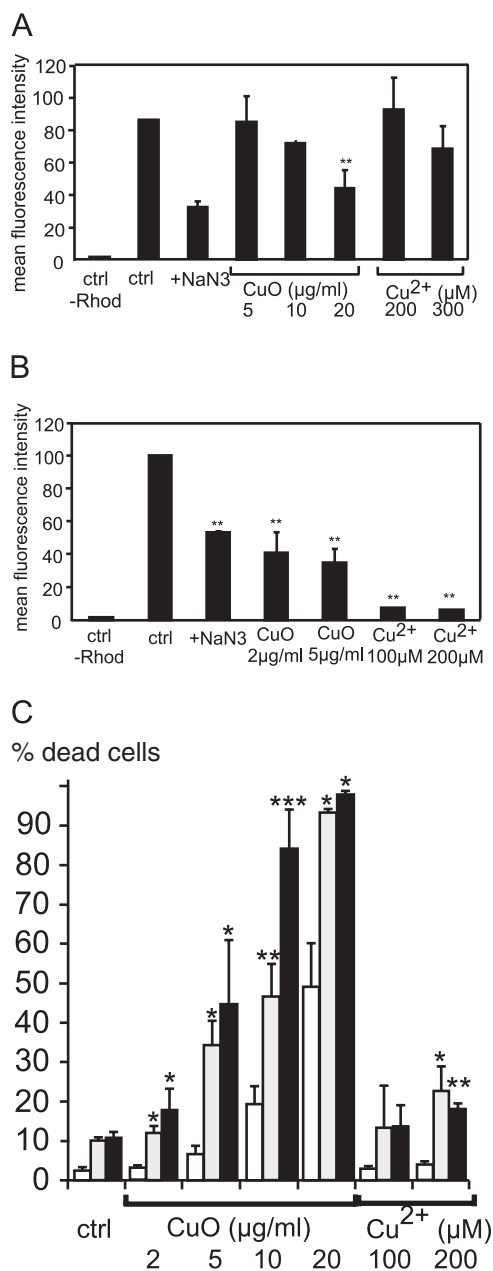 A
mean fluorescence intensity
120
100
80
60
40
20
0
**
ctrl
-Rhod
ctrl
+NaN3
CuO (µg/ml)
5 10 20
Cu2+ (µM)
200 300
B
mean fluorescence intensity
120
100
80
60
40
20
0
** ** ** ** **
ctrl
-Rhod
ctrl
+NaN3
CuO
2µg/ml
CuO
5µg/ml
Cu2+
100µM
Cu2+
200µM
C
% dead cells
90
80
70
60
50
40
30
20
10
0
* * * * ** *** * * * **
ctrl
CuO (µg/ml)
2 5 10 20
Cu2+ (µM)
100 200